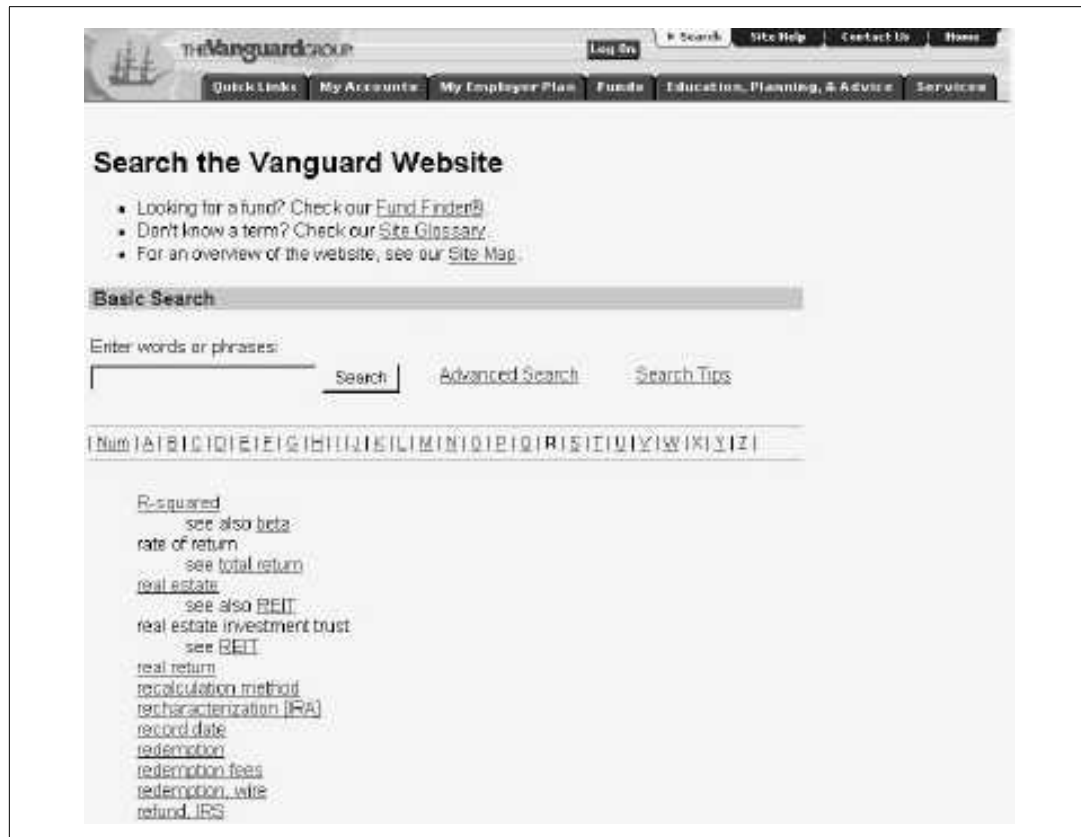 THEVanguardGROUP
Log On
Search Site Help Contact Us Home
Quick Links My Accounts My Employer Plan Funds Education, Planning, & Advice Services
Search the Vanguard Website
• Looking for a fund? Check our Fund Finder®
• Don't know a term? Check our Site Glossary.
• For an overview of the website, see our Site Map.
Basic Search
Enter words or phrases:
Search Advanced Search Search Tips
| Num | A | B | C | D | E | F | G | H | I | J | K | L | M | N | O | P | Q | R | S | T | U | V | W | X | Y | Z |
R-squared
see also beta
rate of return
see total return
real estate
see also REIT
real estate investment trust
see REIT
real return
recalculation method
recharacterization [IRA]
record date
redemption
redemption fees
redemption, wire
refund, IRS